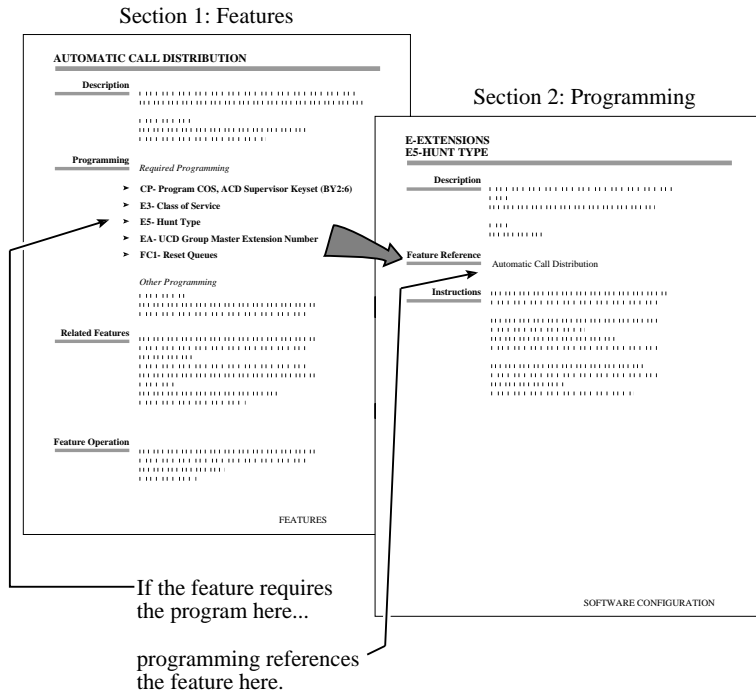 Section 1: Features
AUTOMATIC CALL DISTRIBUTION
Description
Programming
Required Programming
➤ CP- Program COS, ACD Supervisor Keyset (BY2:6)
➤ E3- Class of Service
➤ E5- Hunt Type
➤ EA- UCD Group Master Extension Number
➤ FC1- Reset Queues
Other Programming
Related Features
Feature Operation
FEATURES
Section 2: Programming
E-EXTENSIONS
E5-HUNT TYPE
Description
Feature Reference
Automatic Call Distribution
Instructions
SOFTWARE CONFIGURATION
If the feature requires
the program here...
programming references
the feature here.